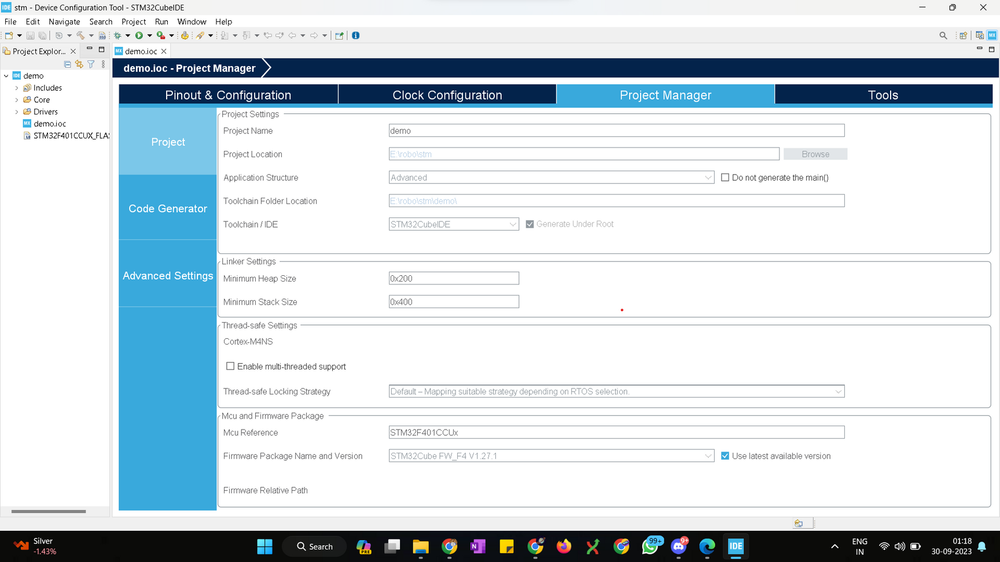 IDE stm - Device Configuration Tool - STM32CubeIDE
File Edit Navigate Search Project Run Window Help
Project Explor...
MX demo.ioc
demo.ioc - Project Manager
IDE demo
Includes
Core
Drivers
MX demo.ioc
STM32F401CCUX_FLAS
Pinout & Configuration Clock Configuration Project Manager Tools
Project
Code Generator
Advanced Settings
Project Settings
Project Name demo
Project Location E:\robo\stm Browse
Application Structure Advanced Do not generate the main()
Toolchain Folder Location E:\robo\stm\demo\
Toolchain / IDE STM32CubeIDE Generate Under Root
Linker Settings
Minimum Heap Size 0x200
Minimum Stack Size 0x400
Thread-safe Settings
Cortex-M4NS
Enable multi-threaded support
Thread-safe Locking Strategy Default – Mapping suitable strategy depending on RTOS selection.
Mcu and Firmware Package
Mcu Reference STM32F401CCUx
Firmware Package Name and Version STM32Cube FW_F4 V1.27.1 Use latest available version
Firmware Relative Path
Silver
-1.43%
Search
PRE
99+
9+
IDE
ENG
IN
01:18
30-09-2023